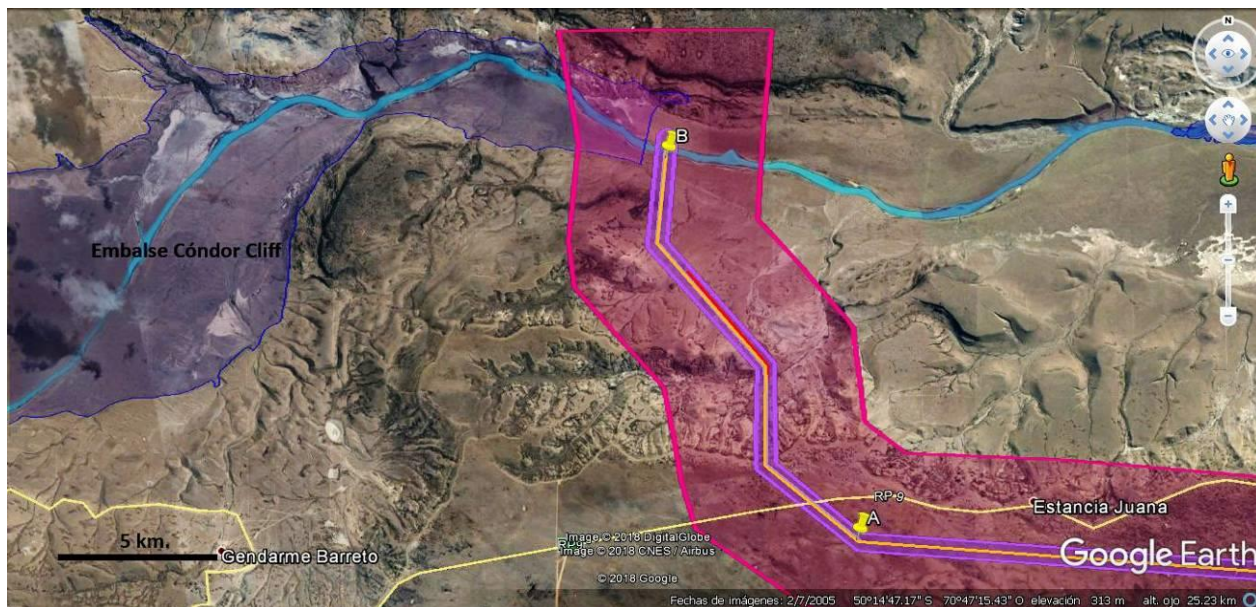 N
B
Embalse Cóndor Cliff
RP 9
Estancia Juana
A
5 km.
Gendarme Barreto
Image © 2018 DigitalGlobe
Image © 2018 CNES / Airbus
Google Earth
© 2018 Google
Fechas de imágenes: 2/7/2005 50°14'47.17" S 70°47'15.43" O elevación 313 m alt. ojo 25.23 km